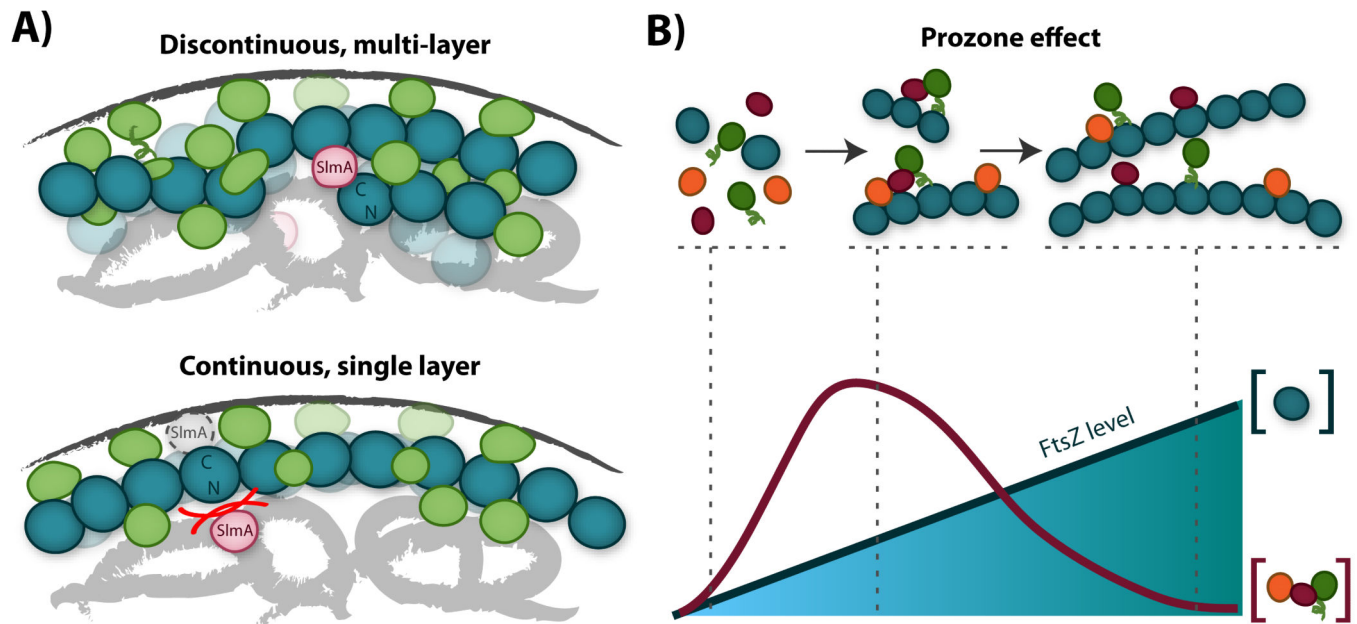 A)
Discontinuous, multi-layer
SlmA
C
N
Continuous, single layer
SlmA
C
N
SlmA
B)
Prozone effect
FtsZ level